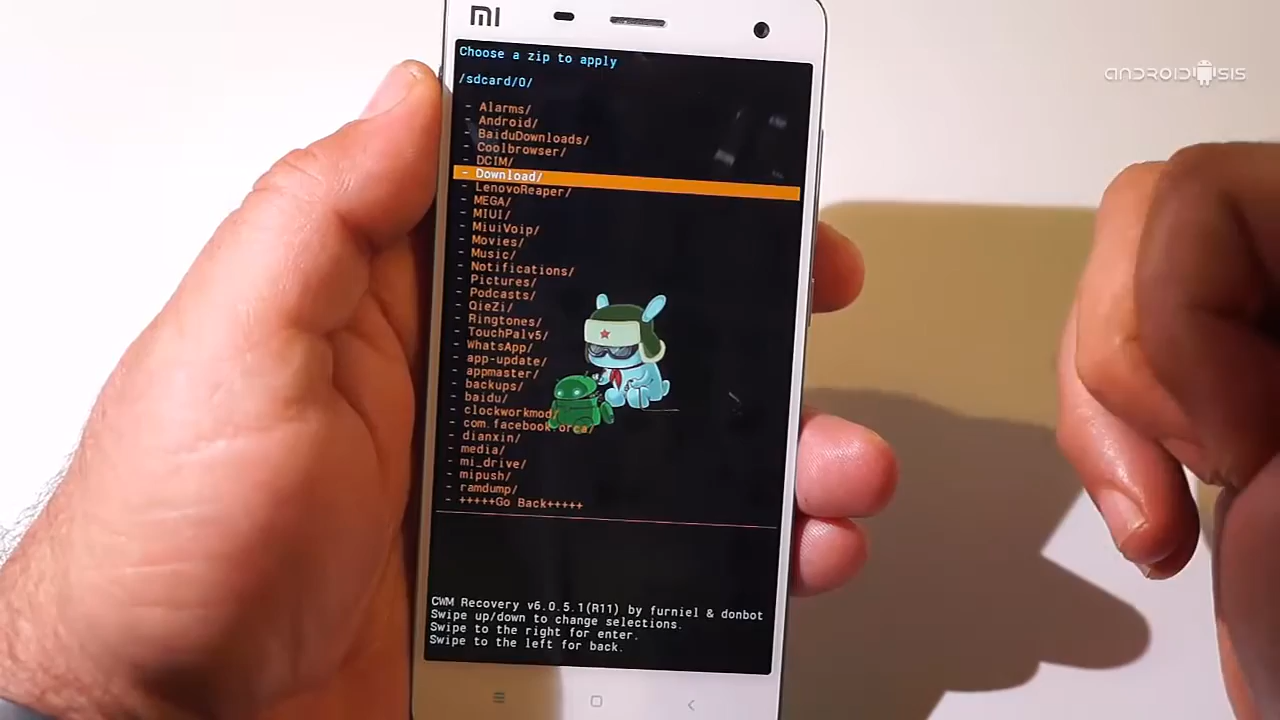 mi
ANDROIDSIS
Choose a zip to apply
/sdcard/0/
- Alarms/
- Android/
- BaiduDownloads/
- Coolbrowser/
- DCIM/
- Download/
- LenovoReaper/
- MEGA/
- MIUI/
- MiuiVoip/
- Movies/
- Music/
- Notifications/
- Pictures/
- Podcasts/
- QieZi/
- Ringtones/
- TouchPalv5/
- WhatsApp/
- app-update/
- appmaster/
- backups/
- baidu/
- clockworkmod/
- com.facebook.orca/
- dianxin/
- media/
- mi_drive/
- mipush/
- ramdump/
- +++++Go Back+++++
CWM Recovery v6.0.5.1(R11) by furniel & donbot
Swipe up/down to change selections.
Swipe to the right for enter.
Swipe to the left for back.